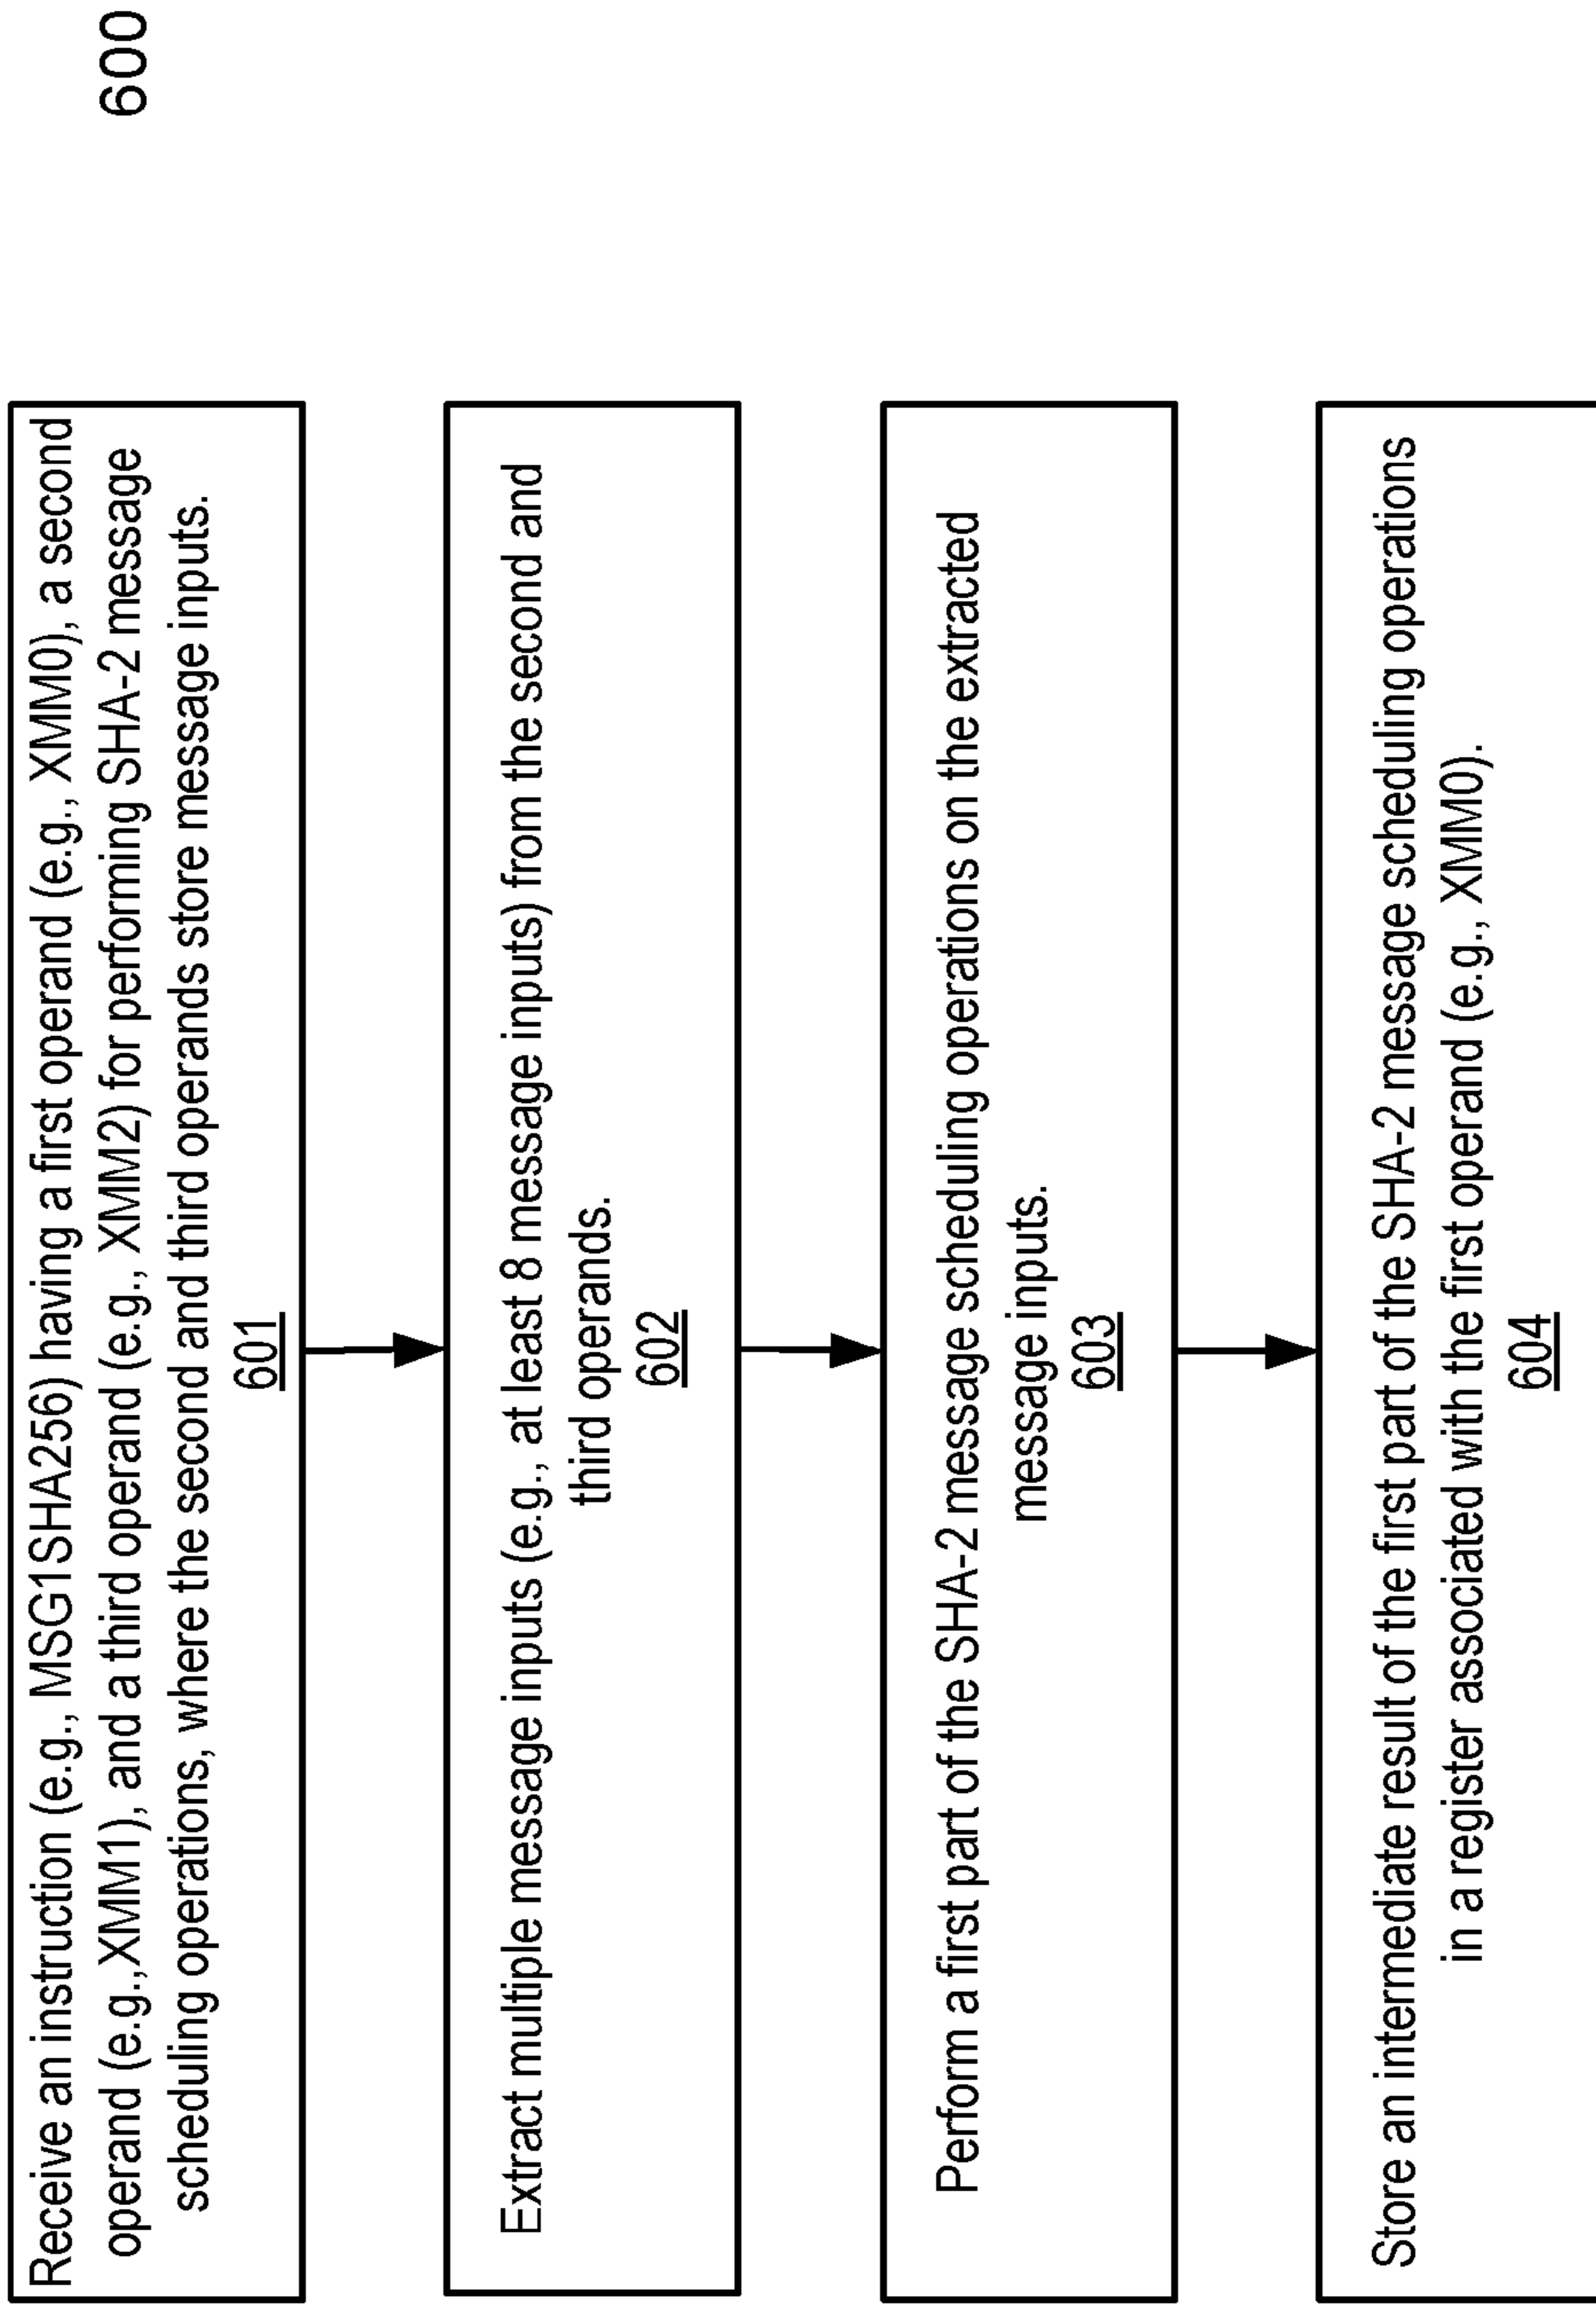 600
Receive an instruction (e.g., MSG1SHA256) having a first operand (e.g., XMM0), a second
operand (e.g.,XMM1), and a third operand (e.g., XMM2) for performing SHA-2 message
scheduling operations, where the second and third operands store message inputs.
601
Extract multiple message inputs (e.g., at least 8 message inputs) from the second and
third operands.
602
Perform a first part of the SHA-2 message scheduling operations on the extracted
message inputs.
603
Store an intermediate result of the first part of the SHA-2 message scheduling operations
in a register associated with the first operand (e.g., XMM0).
604